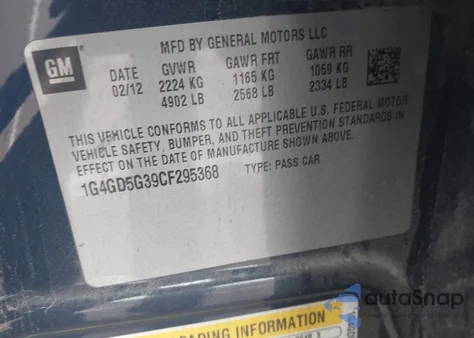 GM
MFD BY GENERAL MOTORS LLC
DATE GVWR GAWR FRT GAWR RR
02/12 2224 KG 1165 KG 1059 KG
4902 LB 2568 LB 2334 LB
THIS VEHICLE CONFORMS TO ALL APPLICABLE U.S. FEDERAL MOTOR
VEHICLE SAFETY, BUMPER, AND THEFT PREVENTION STANDARDS IN
EFFECT ON THE DATE OF MANUFACTURE SHOWN ABOVE.
1G4GD5G39CF295368 TYPE: PASS CAR
autoSnap
LOADING INFORMATION